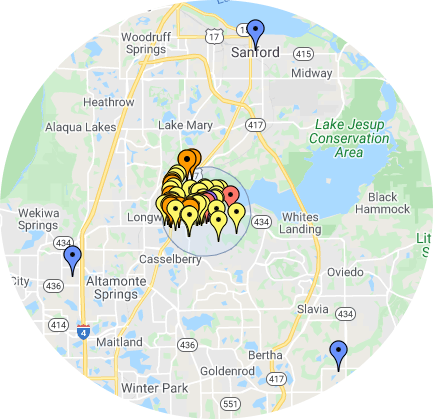 Woodruff
Springs
17
15
Sanford
415
Midway
Heathrow
Alaqua Lakes
Lake Mary
417
Lake Jesup
Conservation
Area
Black
Hammock
Wekiwa
Springs
Longw
434
Whites
Landing
434
Casselberry
City
436
Altamonte
Springs
Oviedo
Slavia
434
414
4
Maitland
436
Bertha
Goldenrod
417
Winter Park
551